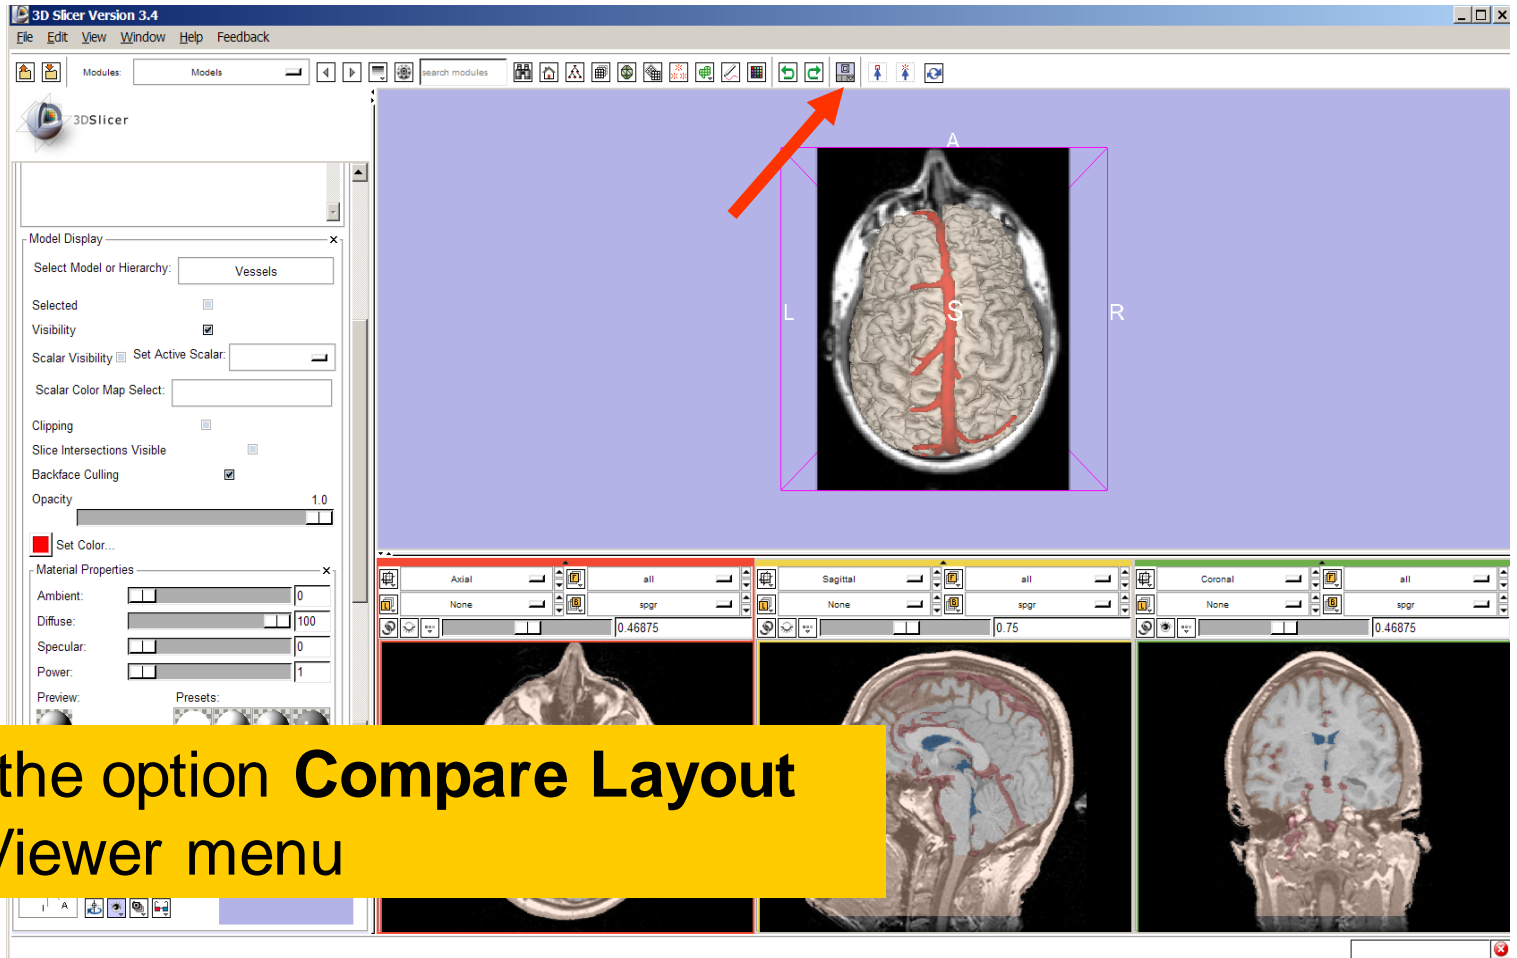 3D Slicer Version 3.4
File Edit View Window Help Feedback
Modules: Models search modules
3DSlicer
Model Display
Select Model or Hierarchy: Vessels
Selected
Visibility
Scalar Visibility Set Active Scalar:
Scalar Color Map Select:
Clipping
Slice Intersections Visible
Backface Culling
Opacity 1.0
Set Color...
Material Properties
Ambient: 0
Diffuse: 100
Specular: 0
Power: 1
Preview: Presets:
A
L S R
Axial all
None spgr
0.46875
Sagittal all
None spgr
0.75
Coronal all
None spgr
0.46875
the option Compare Layout
Viewer menu
I A